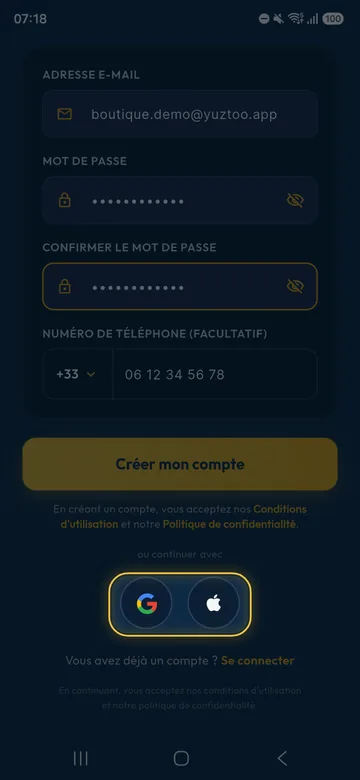 07:18
100
ADRESSE E-MAIL
boutique.demo@yuztoo.app
MOT DE PASSE
••••••••••••
CONFIRMER LE MOT DE PASSE
••••••••••••
NUMÉRO DE TÉLÉPHONE (FACULTATIF)
+33 06 12 34 56 78
Créer mon compte
En créant un compte, vous acceptez nos Conditions
d'utilisation et notre Politique de confidentialité.
ou continuer avec
Vous avez déjà un compte ? Se connecter
En continuant, vous acceptez nos conditions d'utilisation
et notre politique de confidentialité